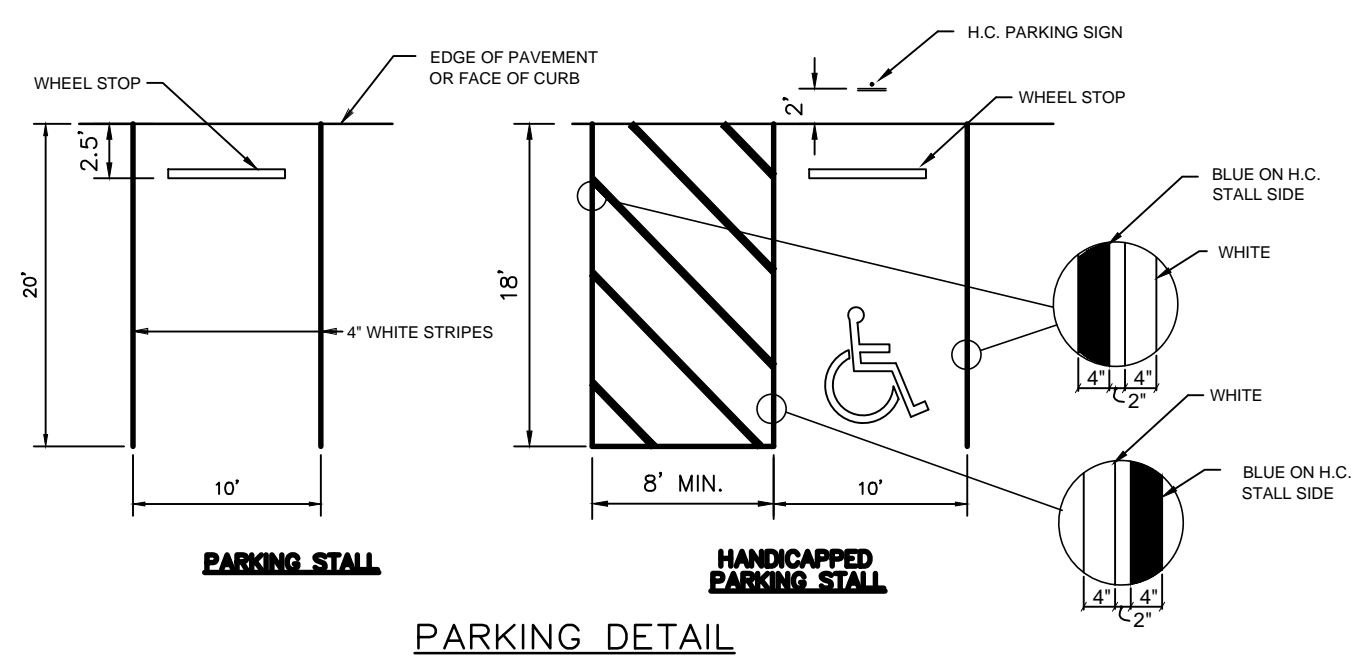 H.C. PARKING SIGN
EDGE OF PAVEMENT
OR FACE OF CURB
WHEEL STOP
2'
WHEEL STOP
2.5'
BLUE ON H.C.
STALL SIDE
WHITE
20'
18'
4" WHITE STRIPES
4" 4"
2"
WHITE
BLUE ON H.C.
STALL SIDE
10'
8' MIN.
10'
4" 4"
2"
PARKING STALL
HANDICAPPED
PARKING STALL
PARKING DETAIL